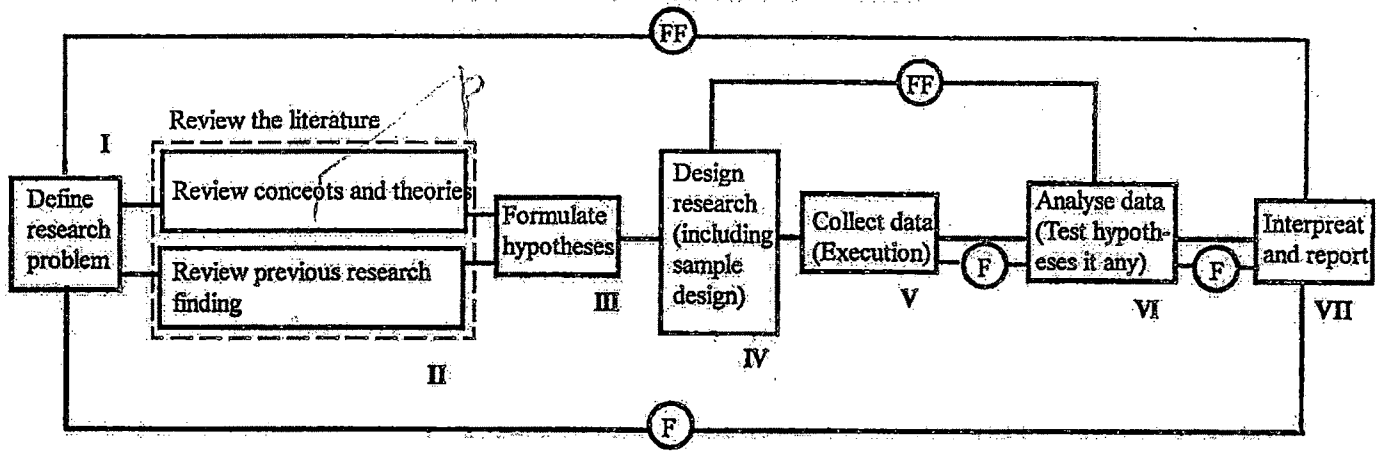 FF
FF
I
Review the literature
Define
research
problem
Review conceots and theories
Review previous research
finding
II
Formulate
hypotheses
III
Design
research
(including
sample
design)
IV
Collect data
(Execution)
V
F
Analyse data
(Test hypoth-
eses it any)
VI
F
Interpreat
and report
VII
F